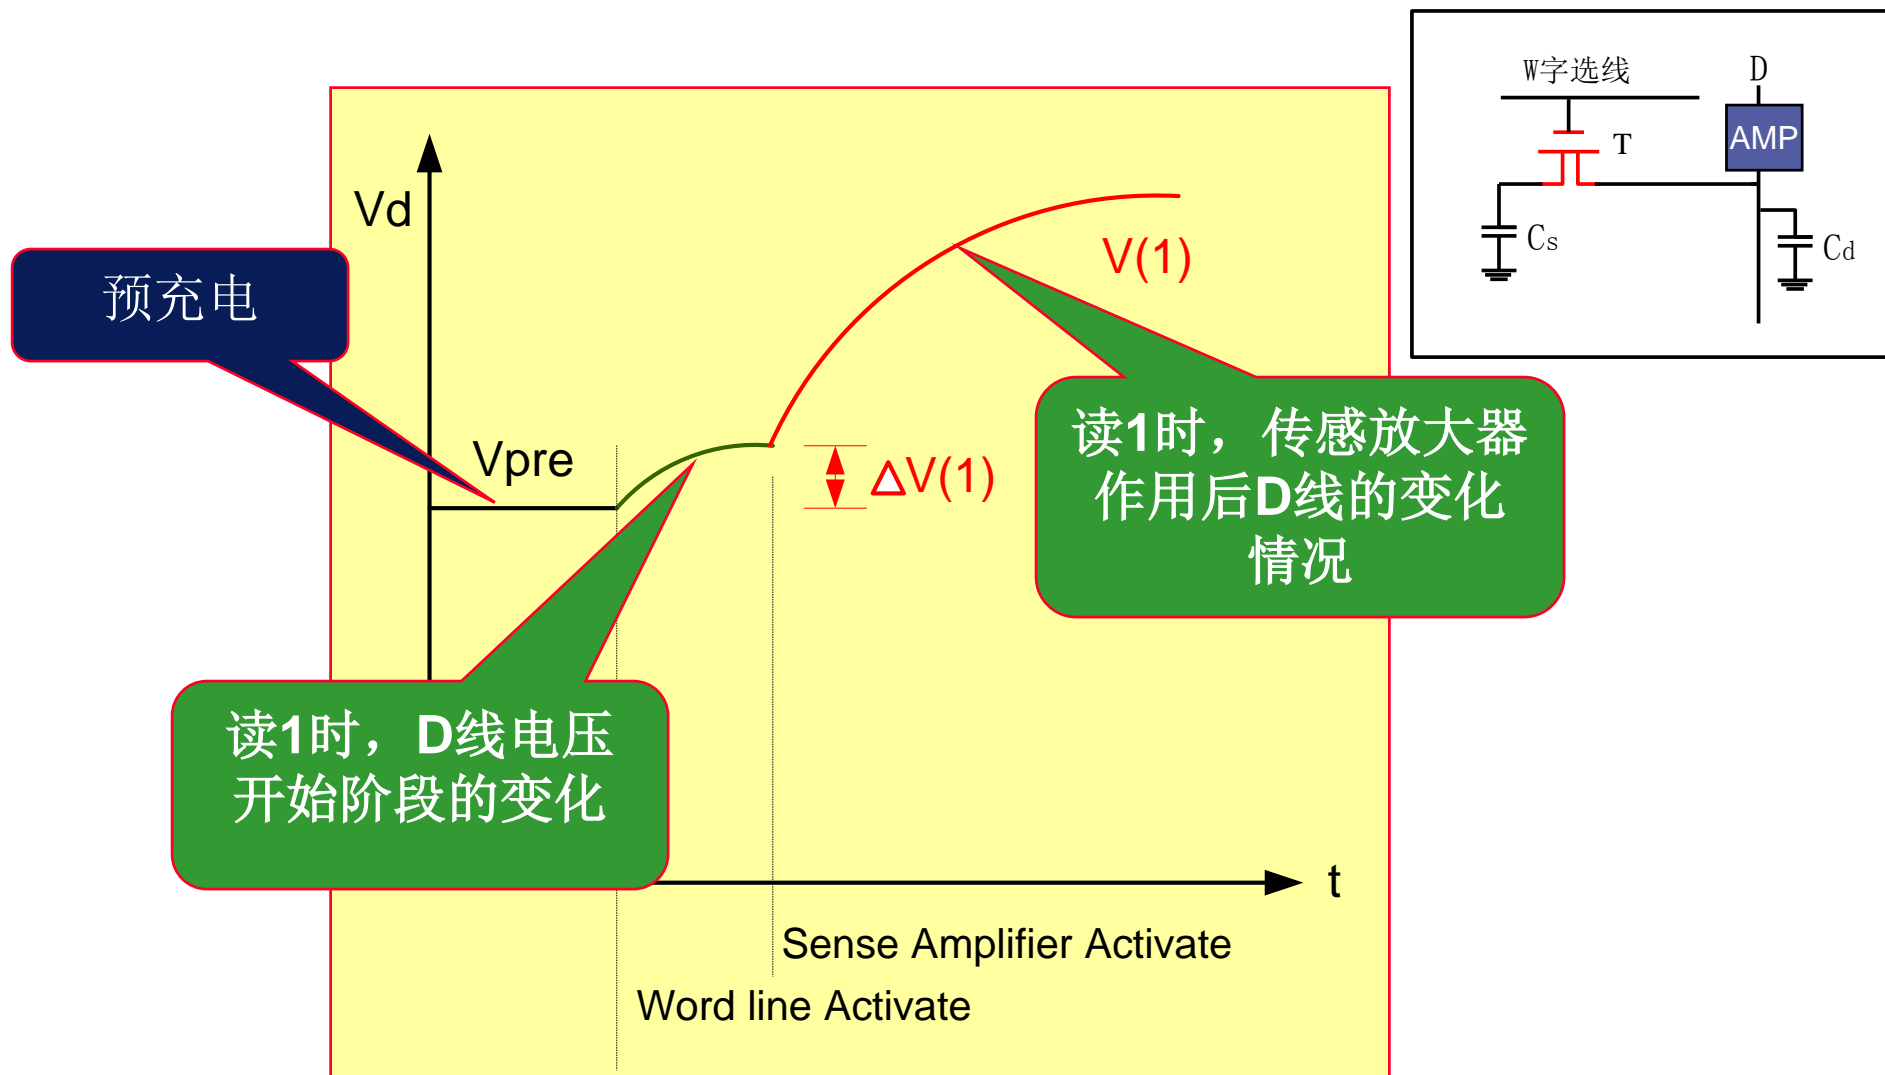 W字选线
D
AMP
T
Cs
Cd
Vd
V(1)
预充电
Vpre
ΔV(1)
读1时，传感放大器
作用后D线的变化
情况
读1时，D线电压
开始阶段的变化
t
Sense Amplifier Activate
Word line Activate